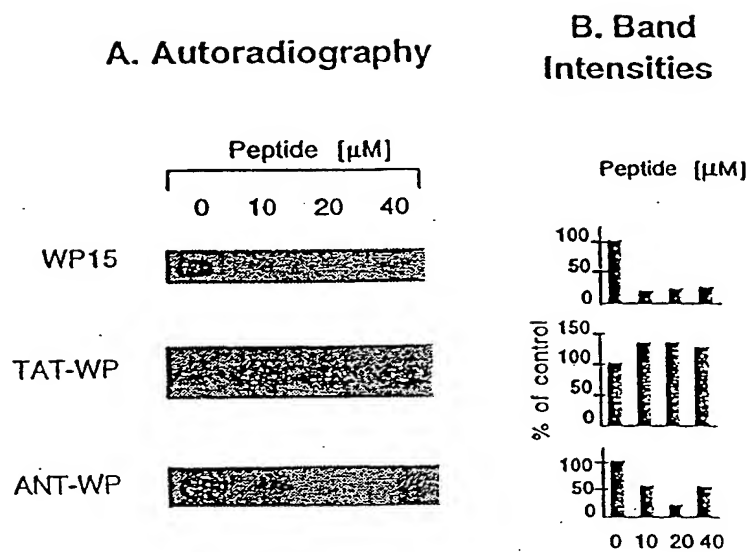 A. Autoradiography
B. Band
Intensities
Peptide [μM]
0 10 20 40
WP15
TAT-WP
ANT-WP
Peptide [μM]
% of control
100
50
0
150
100
50
0
100
50
0 10 20 40